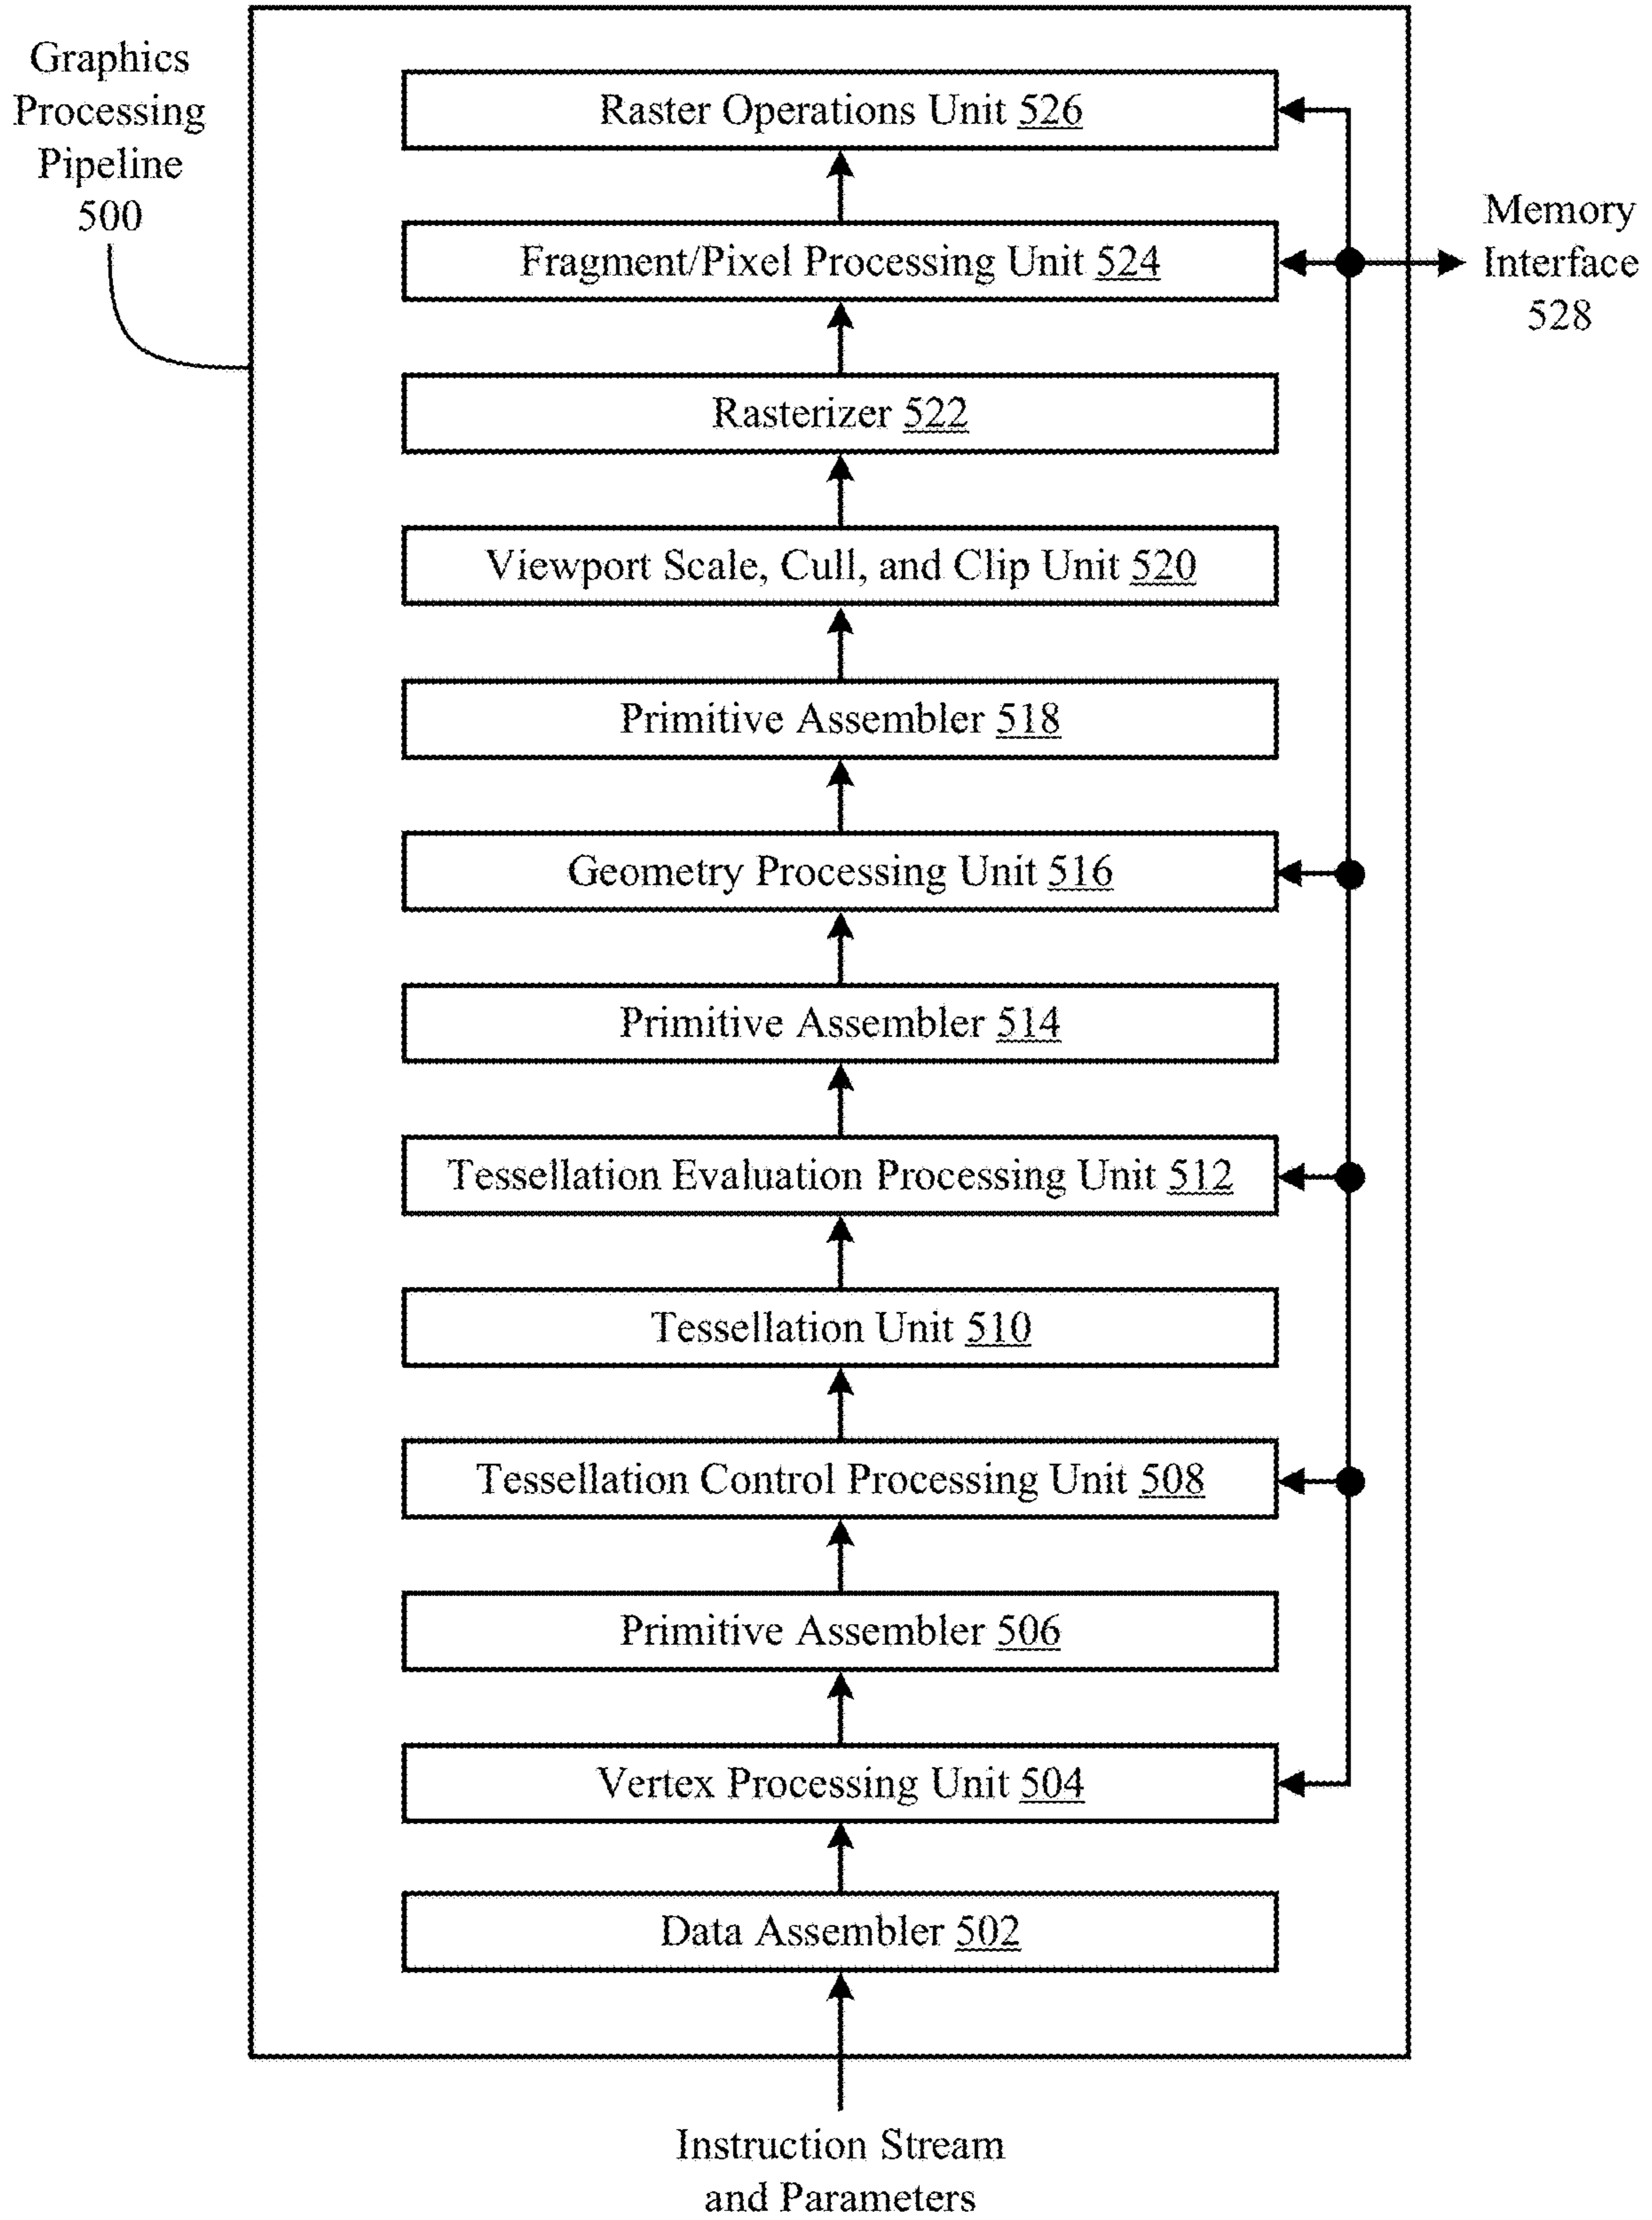 Graphics
Processing
Pipeline
500
Raster Operations Unit 526
Fragment/Pixel Processing Unit 524
Memory
Interface
528
Rasterizer 522
Viewport Scale, Cull, and Clip Unit 520
Primitive Assembler 518
Geometry Processing Unit 516
Primitive Assembler 514
Tessellation Evaluation Processing Unit 512
Tessellation Unit 510
Tessellation Control Processing Unit 508
Primitive Assembler 506
Vertex Processing Unit 504
Data Assembler 502
Instruction Stream
and Parameters